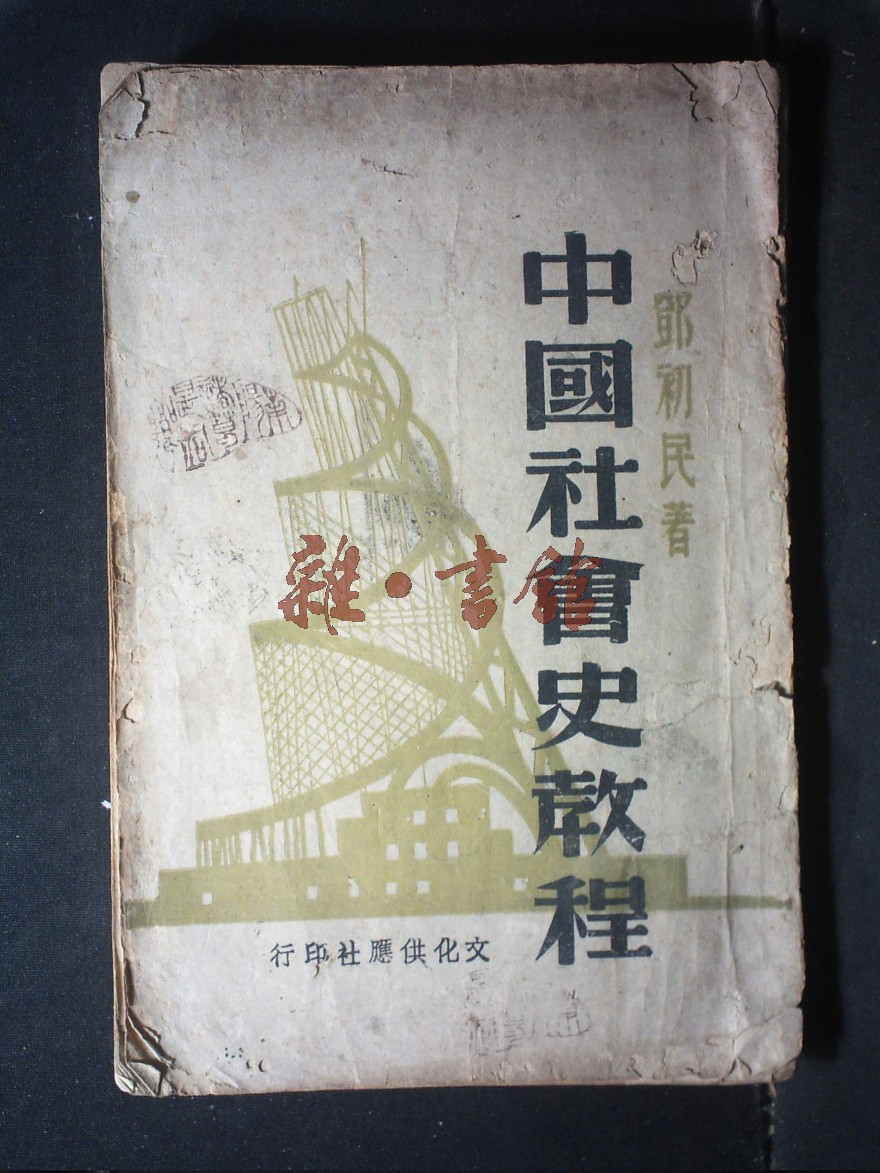 鄧初民著
中國社會史教程
雜·書館
文化供應社印行